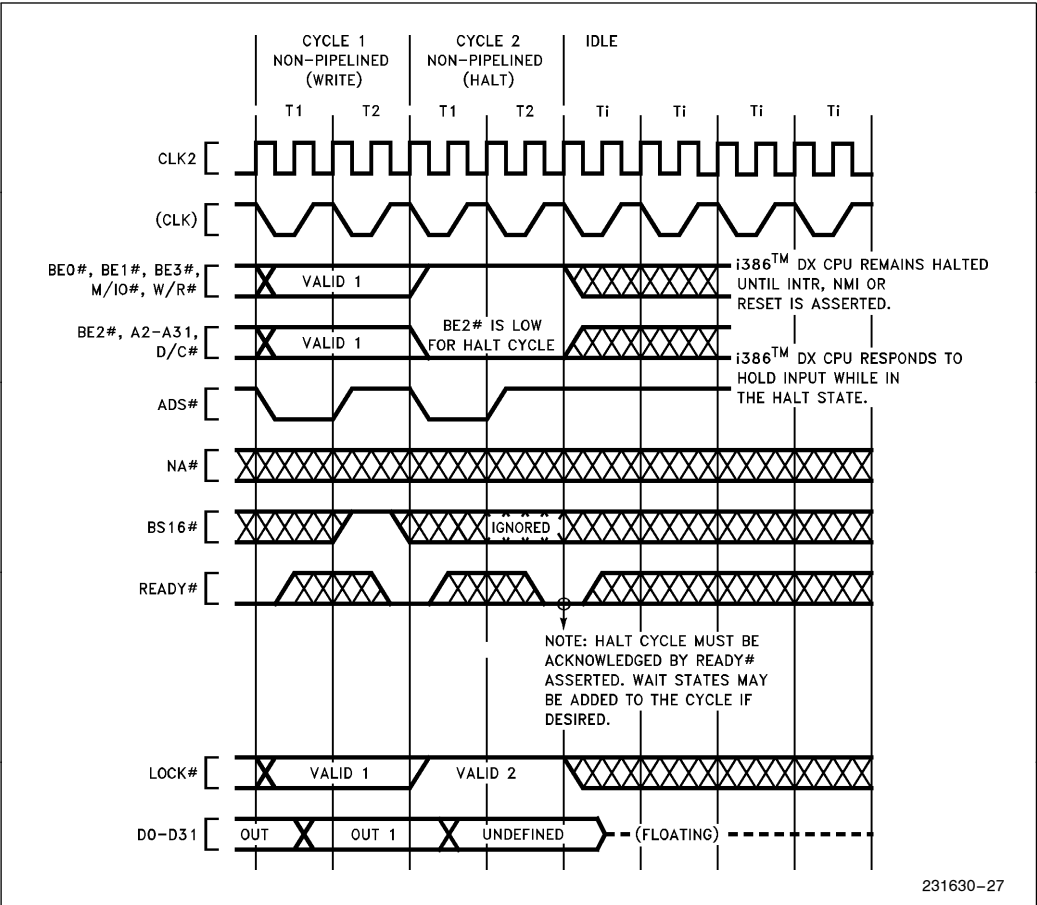 CYCLE 1
NON-PIPELINED
(WRITE)
CYCLE 2
NON-PIPELINED
(HALT)
IDLE
T1 T2 T1 T2 Ti Ti Ti Ti
CLK2
(CLK)
BE0#, BE1#, BE3#,
M/IO#, W/R#
VALID 1
i386™ DX CPU REMAINS HALTED
UNTIL INTR, NMI OR
RESET IS ASSERTED.
BE2#, A2-A31,
D/C#
VALID 1
BE2# IS LOW
FOR HALT CYCLE
i386™ DX CPU RESPONDS TO
HOLD INPUT WHILE IN
THE HALT STATE.
ADS#
NA#
BS16#
IGNORED
READY#
NOTE: HALT CYCLE MUST BE
ACKNOWLEDGED BY READY#
ASSERTED. WAIT STATES MAY
BE ADDED TO THE CYCLE IF
DESIRED.
LOCK#
VALID 1
VALID 2
D0-D31
OUT
OUT 1
UNDEFINED
(FLOATING)
231630-27